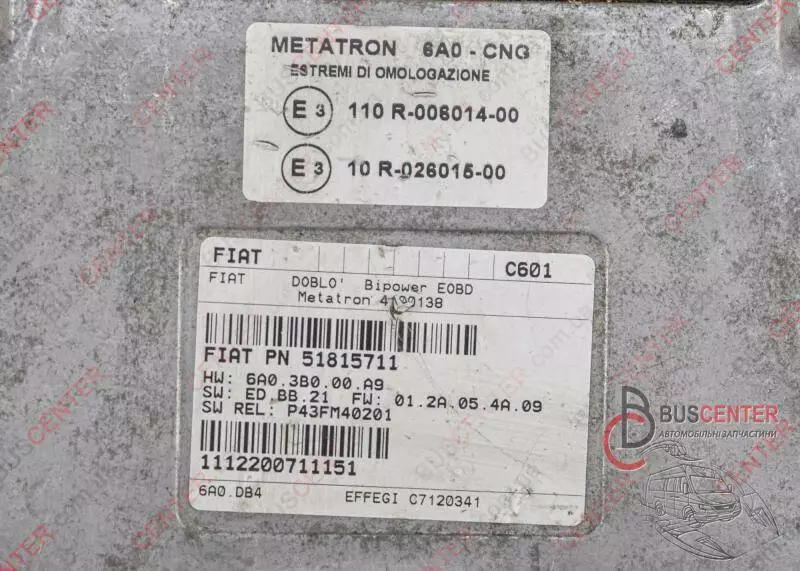 METATRON 6A0 - CNG
ESTREMI DI OMOLOGAZIONE
E 3 110 R-006014-00
E 3 10 R-026015-00
FIAT C601
FIAT DOBLO' Bipower EOBD
Metatron
FIAT PN 51815711
HW: 6A0.3B0.00.A9
SW: ED.BB.21 FW: 01.2A.05.4A.09
SW REL: P43FM40201
1112200711151
6A0.DB4 EFFEGI C7120341
BUSCENTER
АВТОМОБІЛЬНІ ЗАПЧАСТИНИ